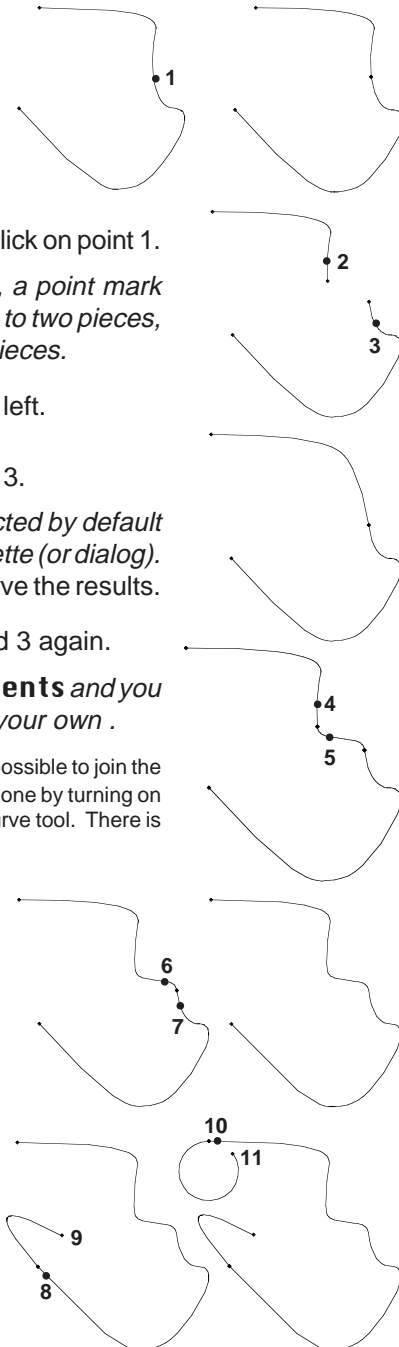 1
lick on point 1.
2
, a point mark
to two pieces,
ieces.
3
left.
3.
cted by default
ette (or dialog).
ve the results.
d 3 again.
ents and you
4
your own .
5
possible to join the
one by turning on
urve tool. There is
6
7
10
11
9
8